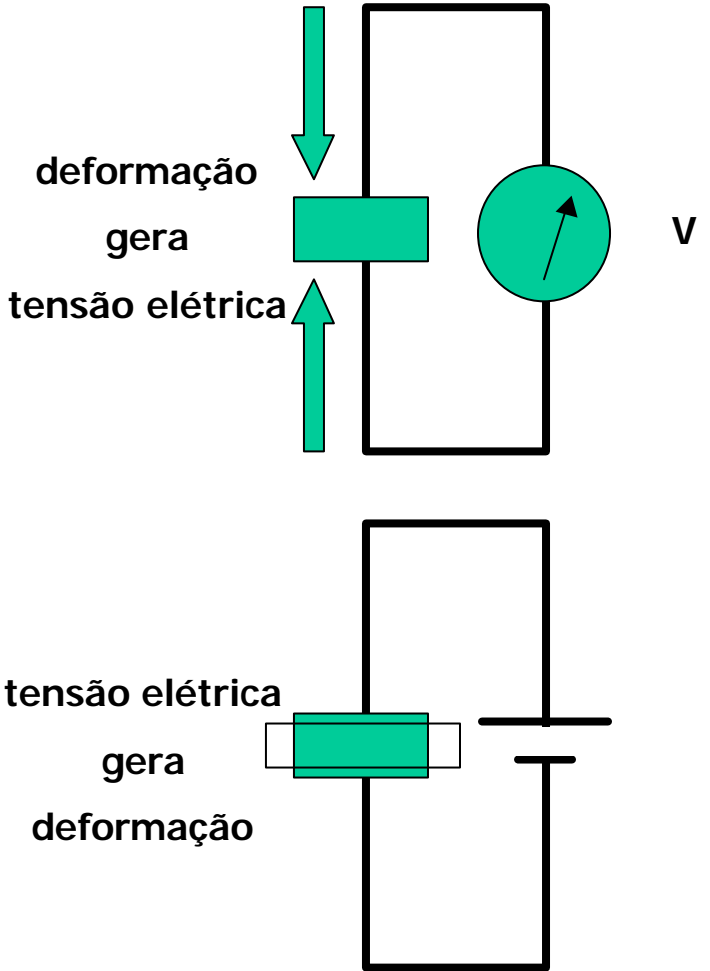 deformação
gera
tensão elétrica
V
tensão elétrica
gera
deformação